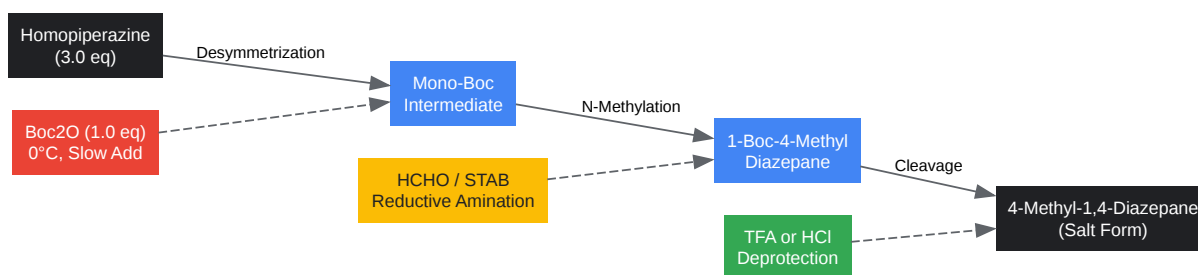 Homopiperazine
(3.0 eq)
Desymmetrization
Boc2O (1.0 eq)
0°C, Slow Add
Mono-Boc
Intermediate
N-Methylation
HCHO / STAB
Reductive Amination
1-Boc-4-Methyl
Diazepane
Cleavage
TFA or HCl
Deprotection
4-Methyl-1,4-Diazepane
(Salt Form)